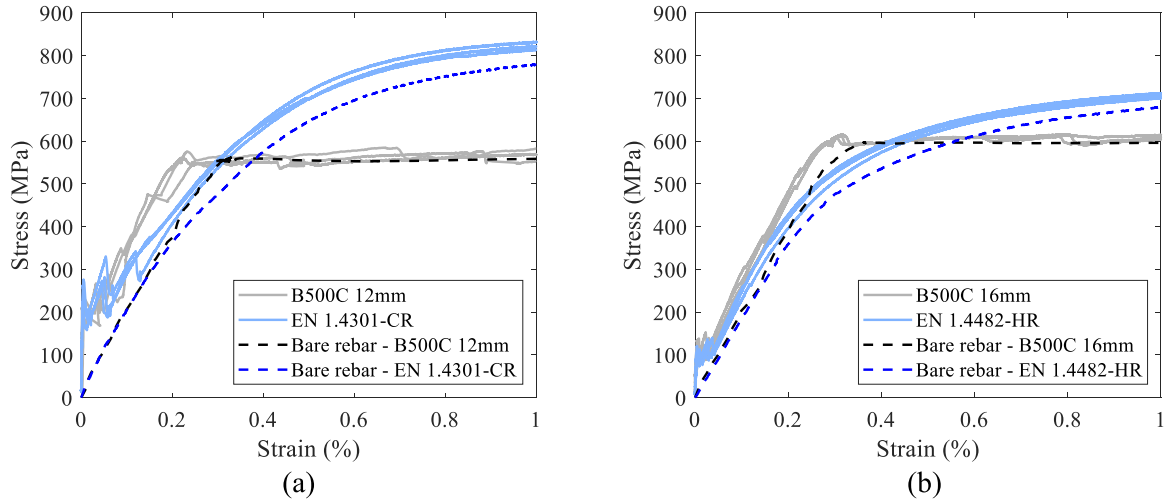 900
800
700
600
500
400
300
200
100
0
Stress (MPa)
B500C 12mm
EN 1.4301-CR
Bare rebar - B500C 12mm
Bare rebar - EN 1.4301-CR
0 0.2 0.4 0.6 0.8 1
Strain (%)
(a)
900
800
700
600
500
400
300
200
100
0
Stress (MPa)
B500C 16mm
EN 1.4482-HR
Bare rebar - B500C 16mm
Bare rebar - EN 1.4482-HR
0 0.2 0.4 0.6 0.8 1
Strain (%)
(b)